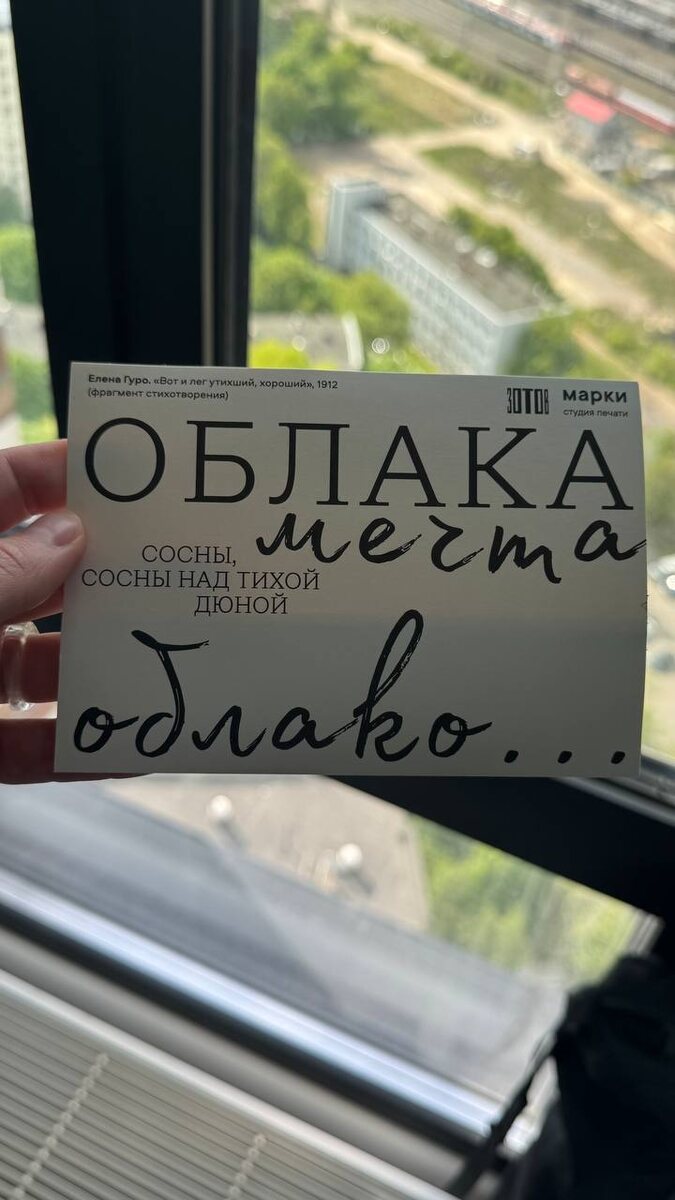 Елена Гуро. «Вот и лег утихший, хороший», 1912
(фрагмент стихотворения)
ЗОТОВ
марки
студия печати
ОБЛАКА
мечта
СОСНЫ,
СОСНЫ НАД ТИХОЙ
ДЮНОЙ
облако...